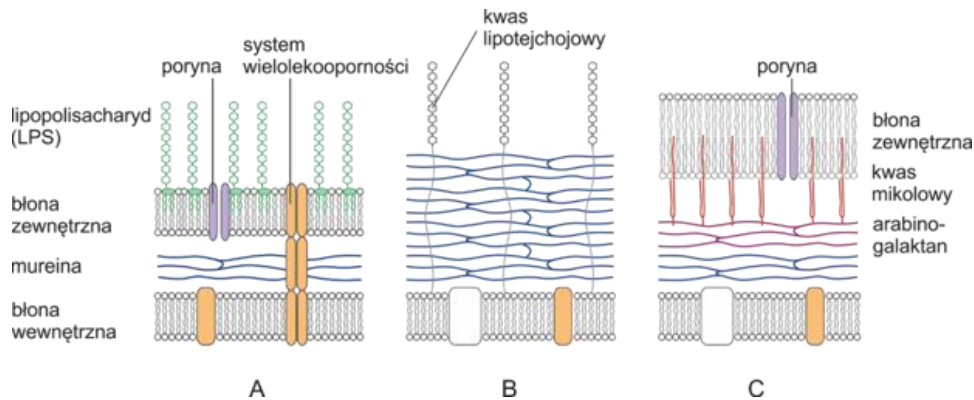 kwas
lipotejchojowy
system
wielolekooporności
poryna
poryna
lipopolisacharyd
(LPS)
błona
zewnętrzna
błona
zewnętrzna
kwas
mikolowy
arabino-
galaktan
mureina
błona
wewnętrzna
A
B
C